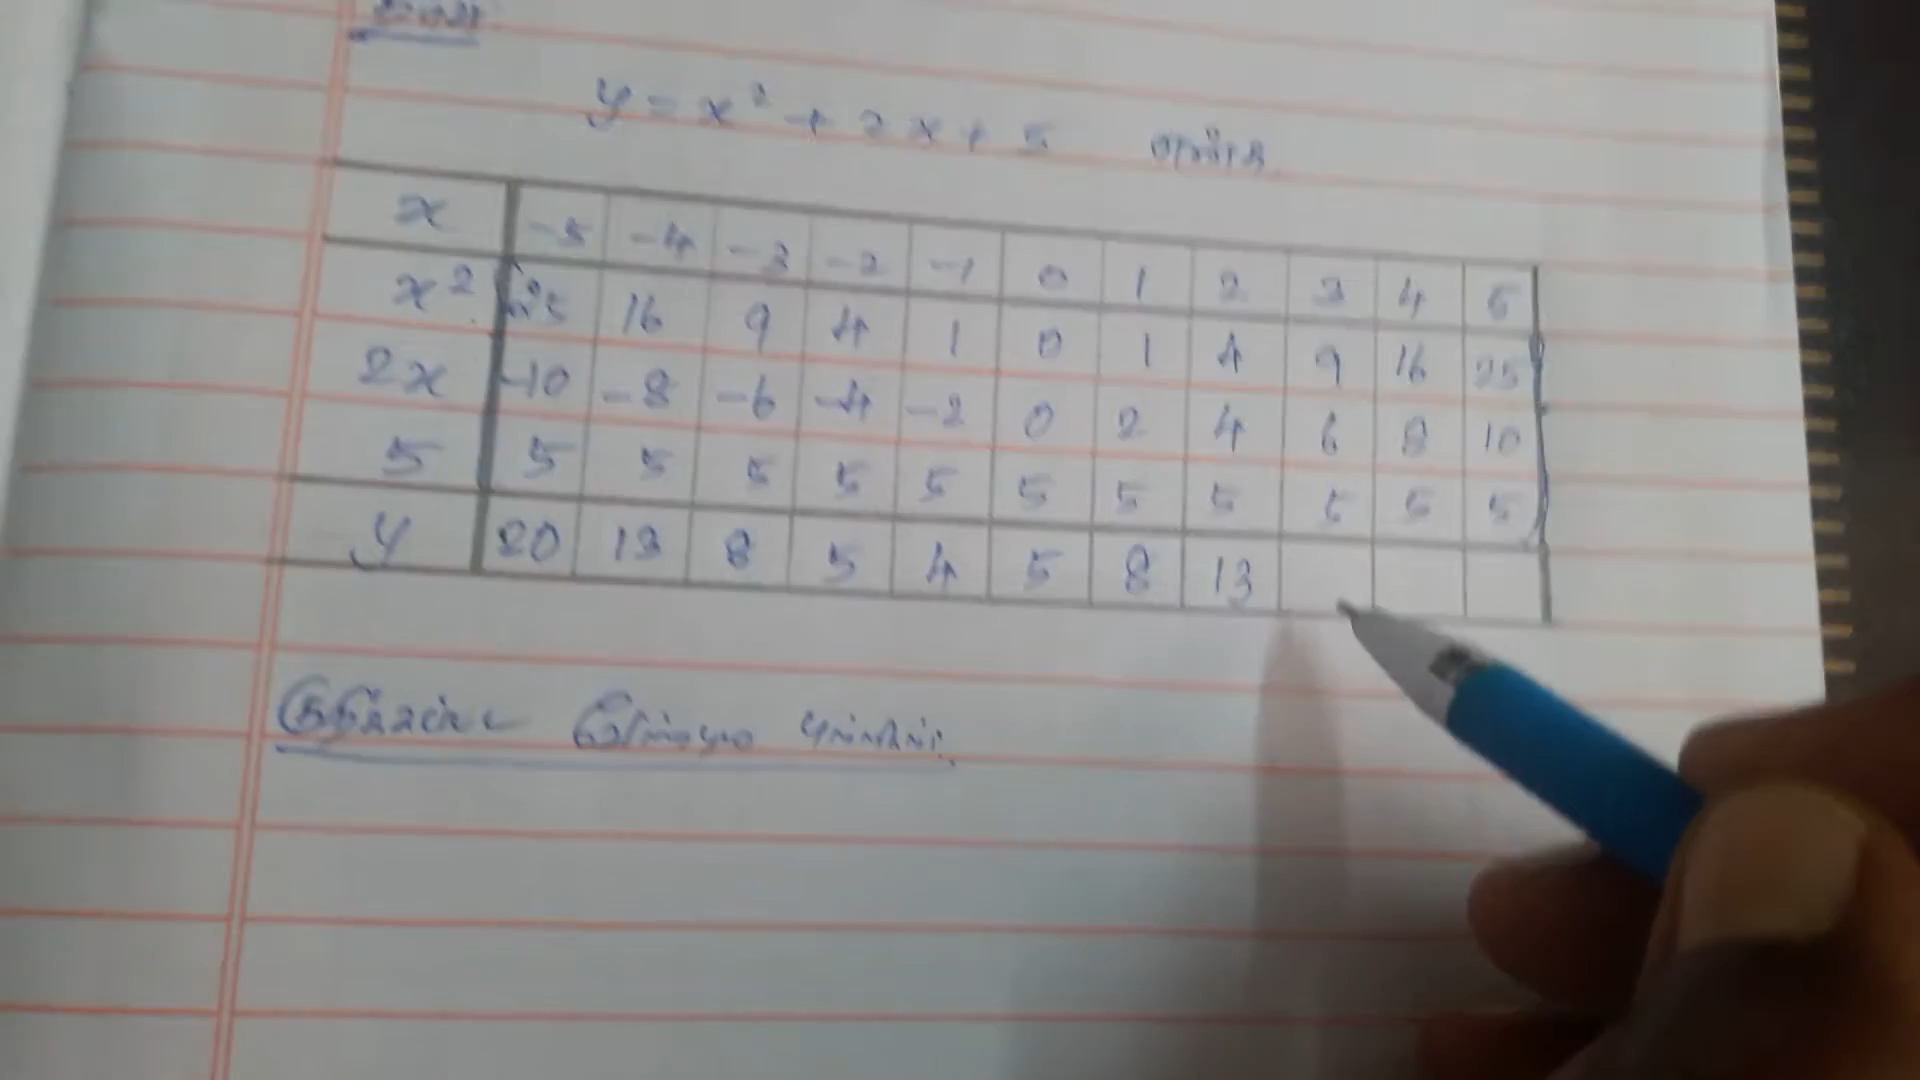 y = x² + 2x + 5 என்க.
x -5 -4 -3 -2 -1 0 1 2 3 4 5
x² 25 16 9 4 1 0 1 4 9 16 25
2x -10 -8 -6 -4 -2 0 2 4 6 8 10
5 5 5 5 5 5 5 5 5 5 5 5
y 20 13 8 5 4 5 8 13